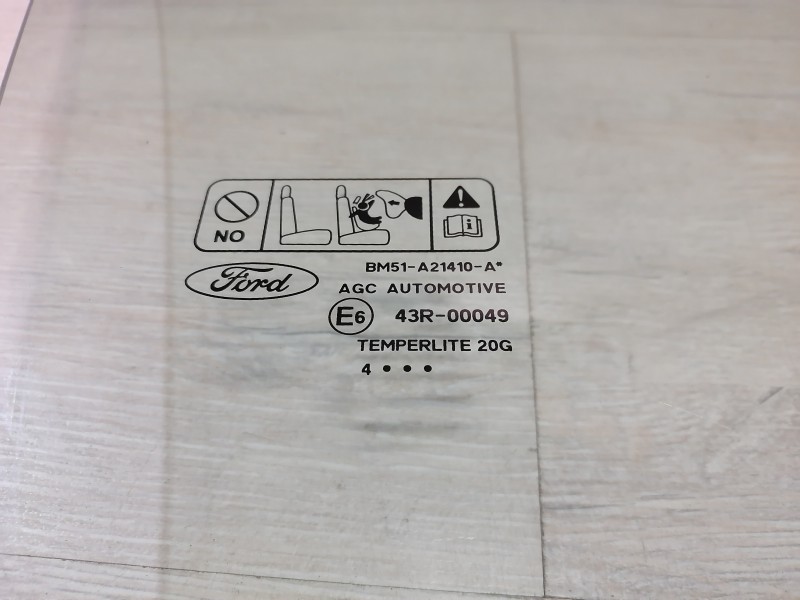 NO
Ford
BM51-A21410-A*
AGC AUTOMOTIVE
E6 43R-00049
TEMPERLITE 20G
4 • • •